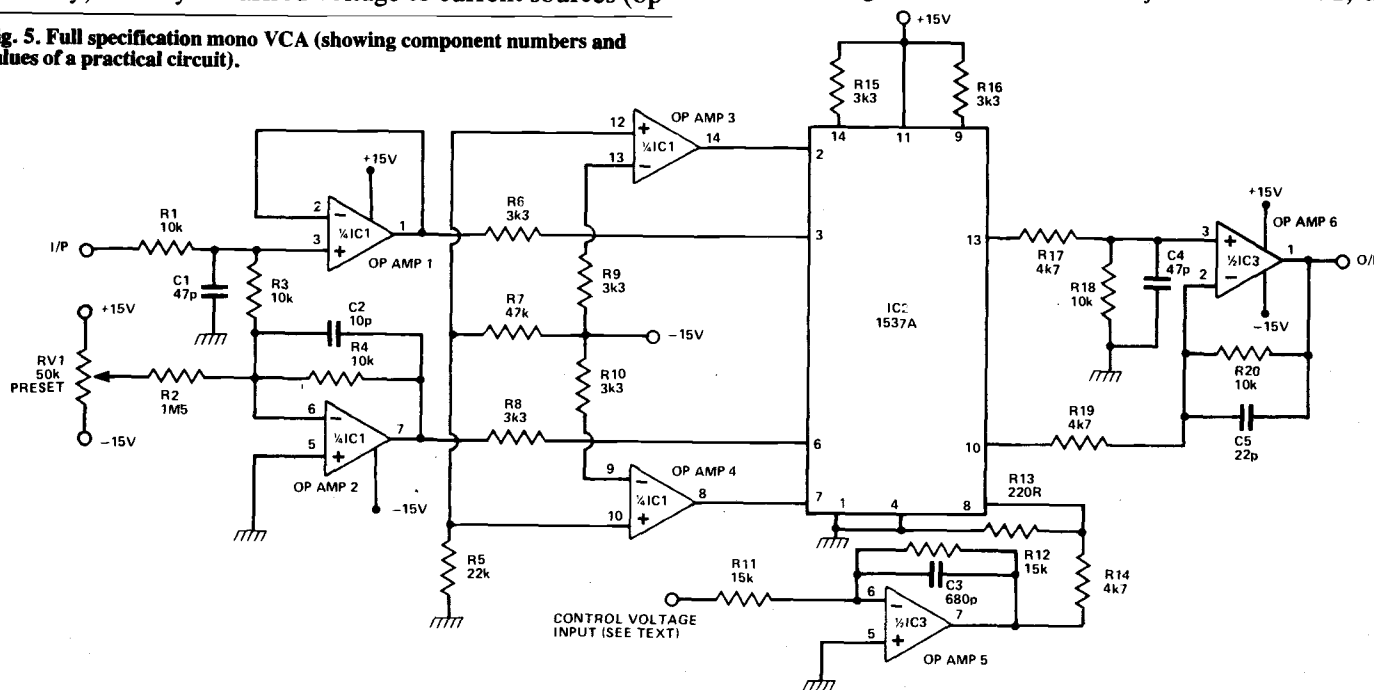 Fig. 5. Full specification mono VCA (showing component numbers and
values of a practical circuit).
+15V
R15
3k3
R16
3k3
14
11
9
12
+
OP AMP 3
¼IC1
14
13
−
2
+15V
2
−
¼IC1
1
3
+
OP AMP 1
R1
10k
I/P
C1
47p
R3
10k
R6
3k3
3
R9
3k3
IC2
1537A
13
R17
4k7
R18
10k
C4
47p
+15V
OP AMP 6
3
+
½IC3
1
2
−
O/P
−15V
+15V
RV1
50k
PRESET
−15V
R2
1M5
C2
10p
R4
10k
R7
47k
−15V
R10
3k3
R20
10k
C5
22p
6
−
¼IC1
7
5
+
OP AMP 2
−15V
R8
3k3
6
10
R19
4k7
9
−
OP AMP 4
¼IC1
8
10
+
7
1
4
8
R13
220R
R5
22k
R11
15k
R12
15k
C3
680p
R14
4k7
CONTROL VOLTAGE
INPUT (SEE TEXT)
6
−
½IC3
7
5
+
OP AMP 5